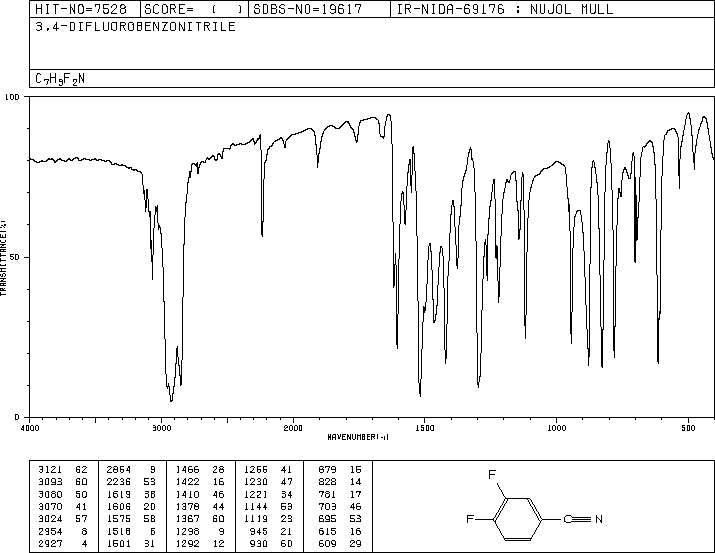 HIT-NO=7528 SCORE= ( ) SDBS-NO=19617 IR-NIDA-69176 : NUJOL MULL
3,4-DIFLUOROBENZONITRILE
C7H3F2N
100
50
0
TRANSMITTANCE(%)
4000 3000 2000 1500 1000 500
WAVENUMBER(-1)
3121 62 2864 9 1466 28 1266 41 879 15
3093 60 2236 53 1422 16 1230 47 828 14
3080 50 1619 38 1410 46 1221 34 781 17
3070 41 1606 20 1378 44 1144 53 703 46
3024 57 1575 58 1367 60 1119 23 695 53
2954 8 1518 6 1298 9 945 21 615 16
2927 4 1501 31 1292 12 930 60 609 29
F
F
C≡N